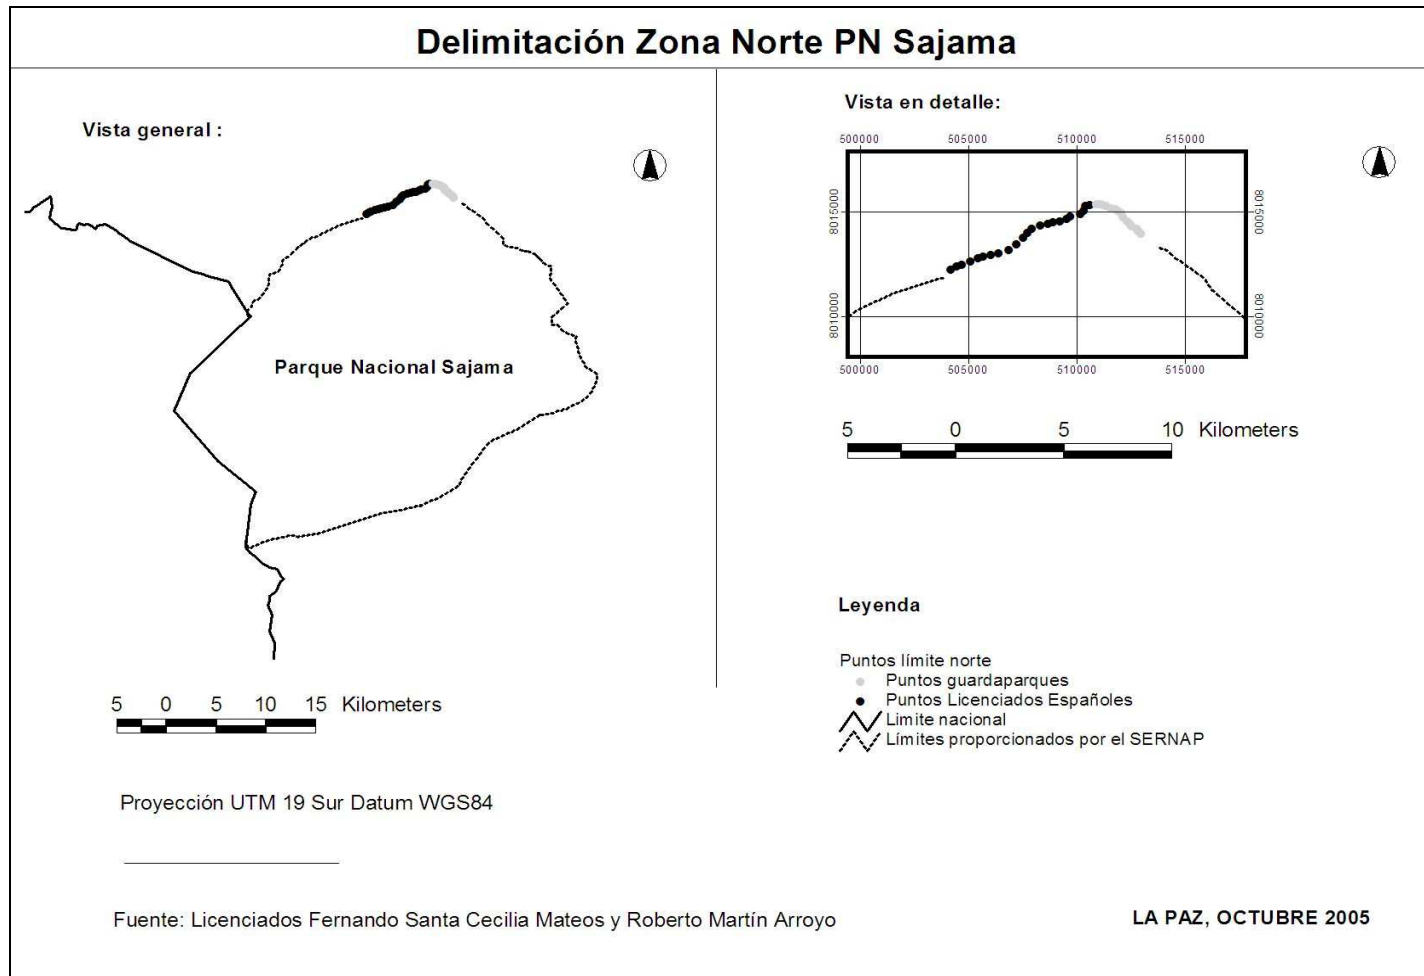 Delimitación Zona Norte PN Sajama
Vista general :
Parque Nacional Sajama
5 0 5 10 15 Kilometers
Proyección UTM 19 Sur Datum WGS84
Fuente: Licenciados Fernando Santa Cecilia Mateos y Roberto Martín Arroyo
Vista en detalle:
500000 505000 510000 515000
8015000 8015000
8010000 8010000
500000 505000 510000 515000
5 0 5 10 Kilometers
Leyenda
Puntos límite norte
Puntos guardaparques
Puntos Licenciados Españoles
Limite nacional
Límites proporcionados por el SERNAP
LA PAZ, OCTUBRE 2005